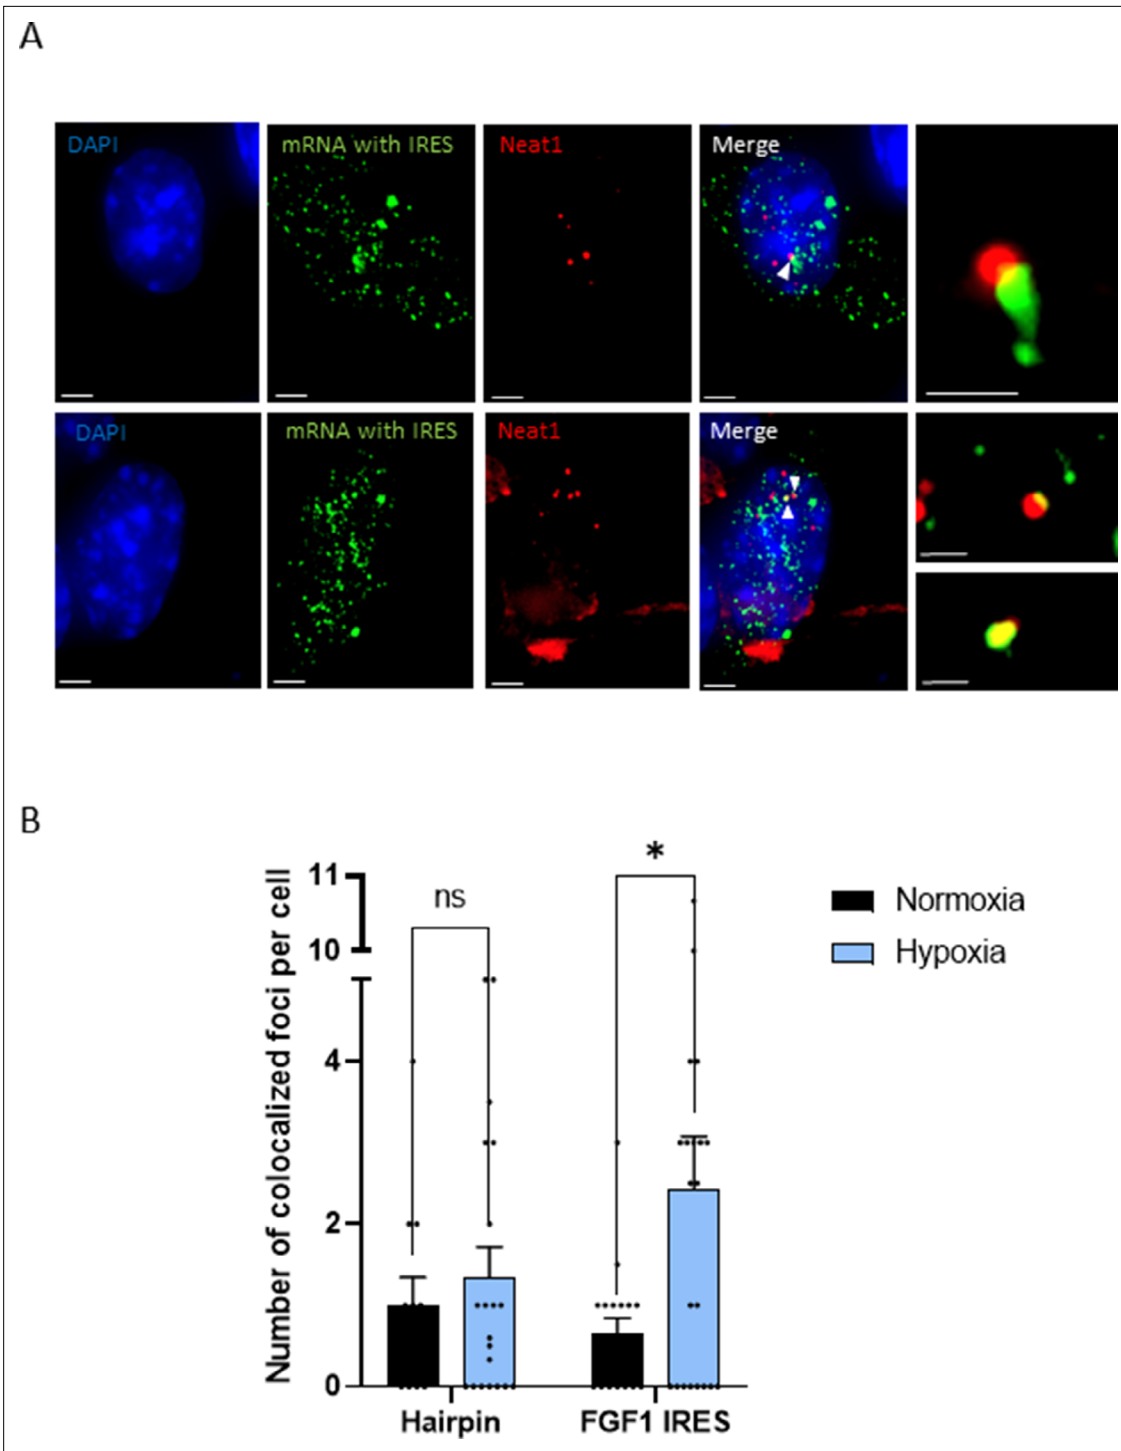 A
DAPI mRNA with IRES Neat1 Merge
DAPI mRNA with IRES Neat1 Merge
B
Number of colocalized foci per cell
11
10
4
2
0
ns
*
Normoxia
Hypoxia
Hairpin FGF1 IRES